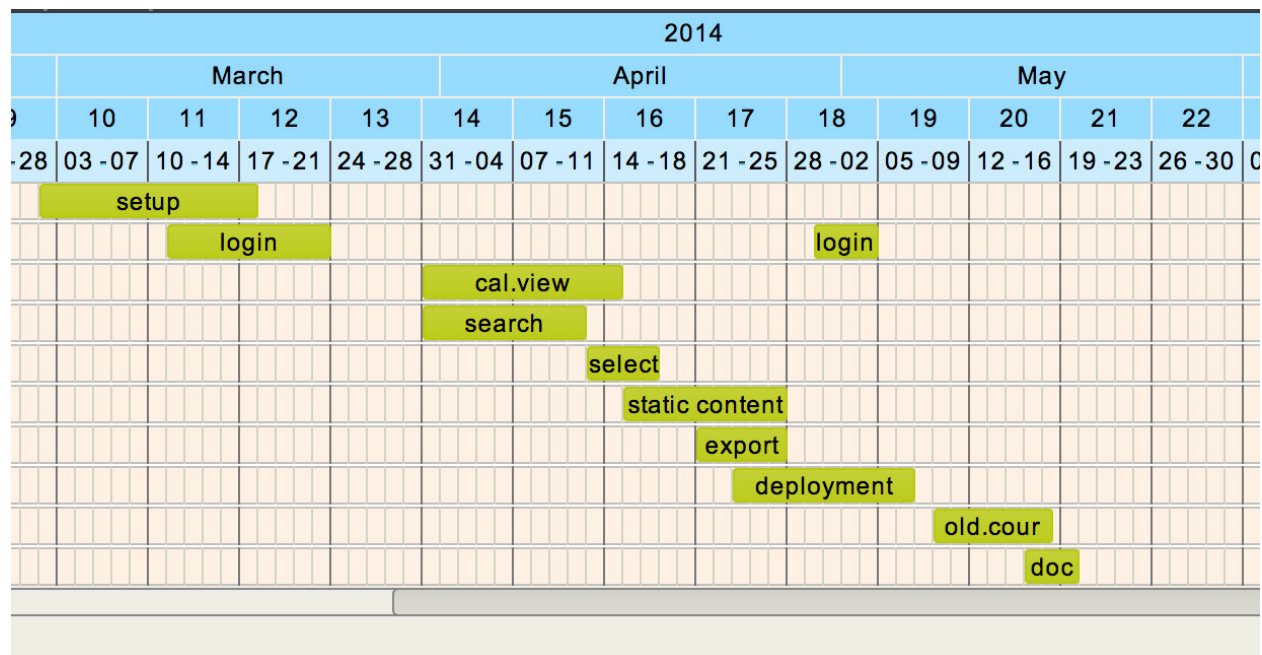 2014
March April May
10 11 12 13 14 15 16 17 18 19 20 21 22
-28 03 -07 10 -14 17 -21 24 -28 31 -04 07 -11 14 -18 21 -25 28 -02 05 -09 12 -16 19 -23 26 -30 0
setup
login login
cal.view
search
select
static content
export
deployment
old.cour
doc